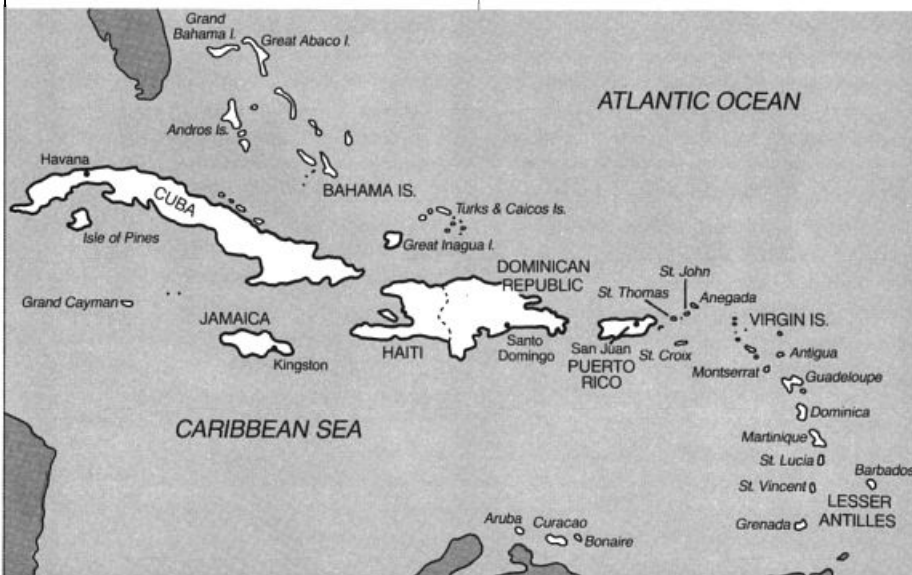 Grand
Bahama I.
Great Abaco I.
ATLANTIC OCEAN
Andros Is.
Havana
BAHAMA IS.
CUBA
Turks & Caicos Is.
Isle of Pines
Great Inagua I.
DOMINICAN
REPUBLIC
St. John
St. Thomas
Anegada
Grand Cayman
JAMAICA
VIRGIN IS.
HAITI
Santo
Domingo
San Juan
PUERTO
RICO
St. Croix
Antigua
Kingston
Montserrat
Guadeloupe
Dominica
CARIBBEAN SEA
Martinique
St. Lucia
Barbados
St. Vincent
LESSER
ANTILLES
Grenada
Aruba
Curacao
Bonaire